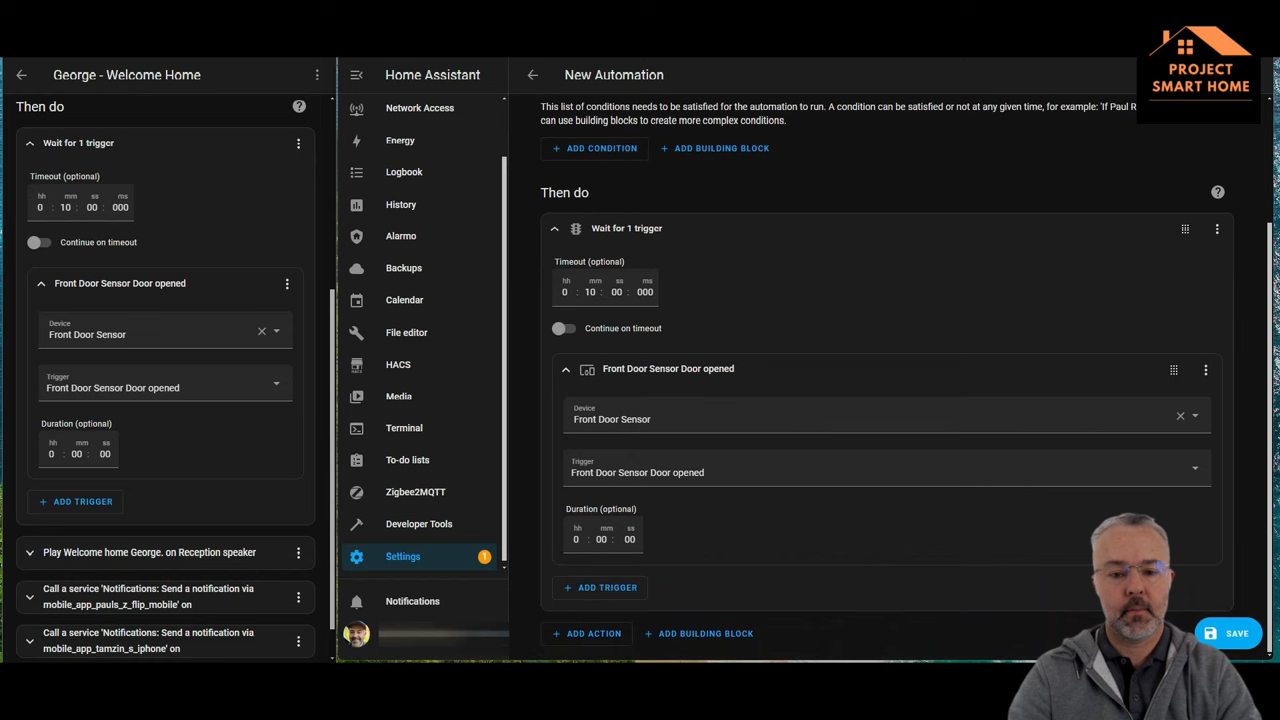 PROJECT
SMART HOME
George - Welcome Home
Then do
Wait for 1 trigger
Timeout (optional)
hh mm ss ms
0 : 10 : 00 : 000
Continue on timeout
Front Door Sensor Door opened
Device
Front Door Sensor
Trigger
Front Door Sensor Door opened
Duration (optional)
hh mm ss
0 : 00 : 00
+ ADD TRIGGER
Play Welcome home George. on Reception speaker
Call a service 'Notifications: Send a notification via
mobile_app_pauls_z_flip_mobile' on
Call a service 'Notifications: Send a notification via
mobile_app_tamzin_s_iphone' on
Home Assistant
Network Access
Energy
Logbook
History
Alarmo
Backups
Calendar
File editor
HACS
HACS
Media
Terminal
To-do lists
Zigbee2MQTT
Developer Tools
Settings 1
Notifications
New Automation
This list of conditions needs to be satisfied for the automation to run. A condition can be satisfied or not at any given time, for example: 'If Paul R
can use building blocks to create more complex conditions.
+ ADD CONDITION + ADD BUILDING BLOCK
Then do
Wait for 1 trigger
Timeout (optional)
hh mm ss ms
0 : 10 : 00 : 000
Continue on timeout
Front Door Sensor Door opened
Device
Front Door Sensor
Trigger
Front Door Sensor Door opened
Duration (optional)
hh mm ss
0 : 00 : 00
+ ADD TRIGGER
+ ADD ACTION + ADD BUILDING BLOCK
SAVE